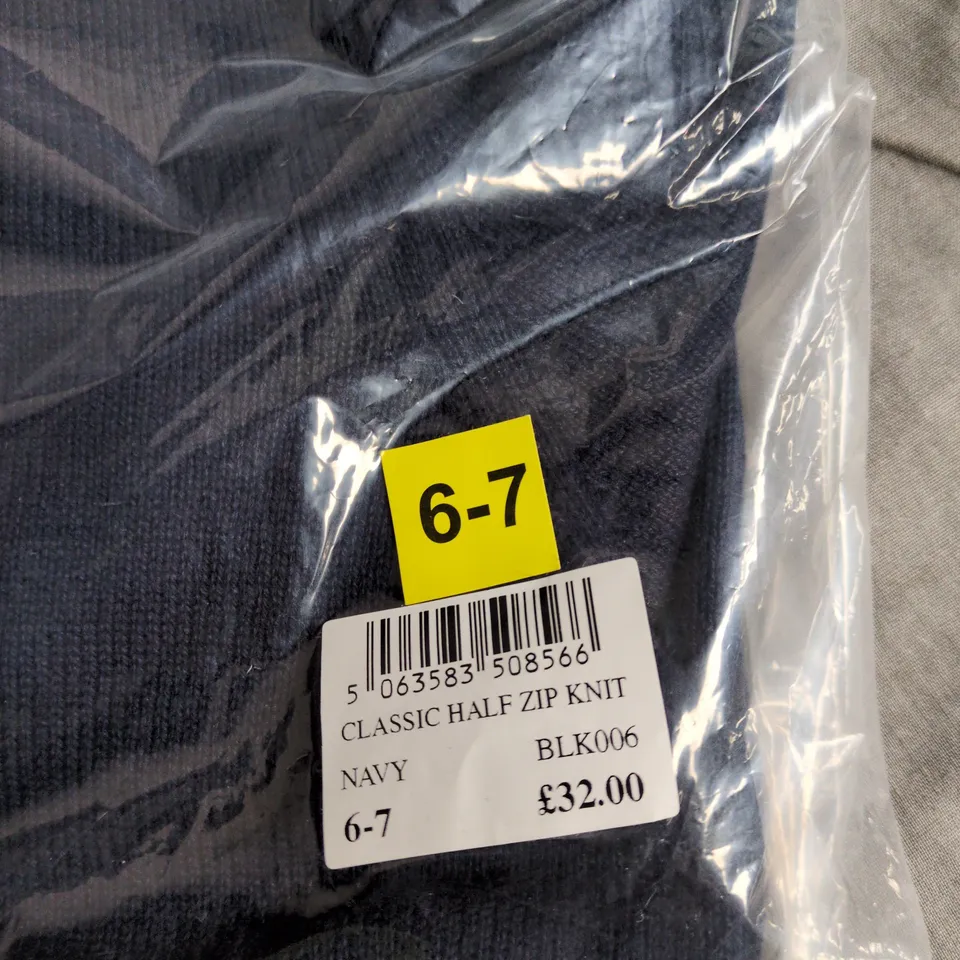 6-7
5 063583 508566
CLASSIC HALF ZIP KNIT
NAVY BLK006
6-7 £32.00